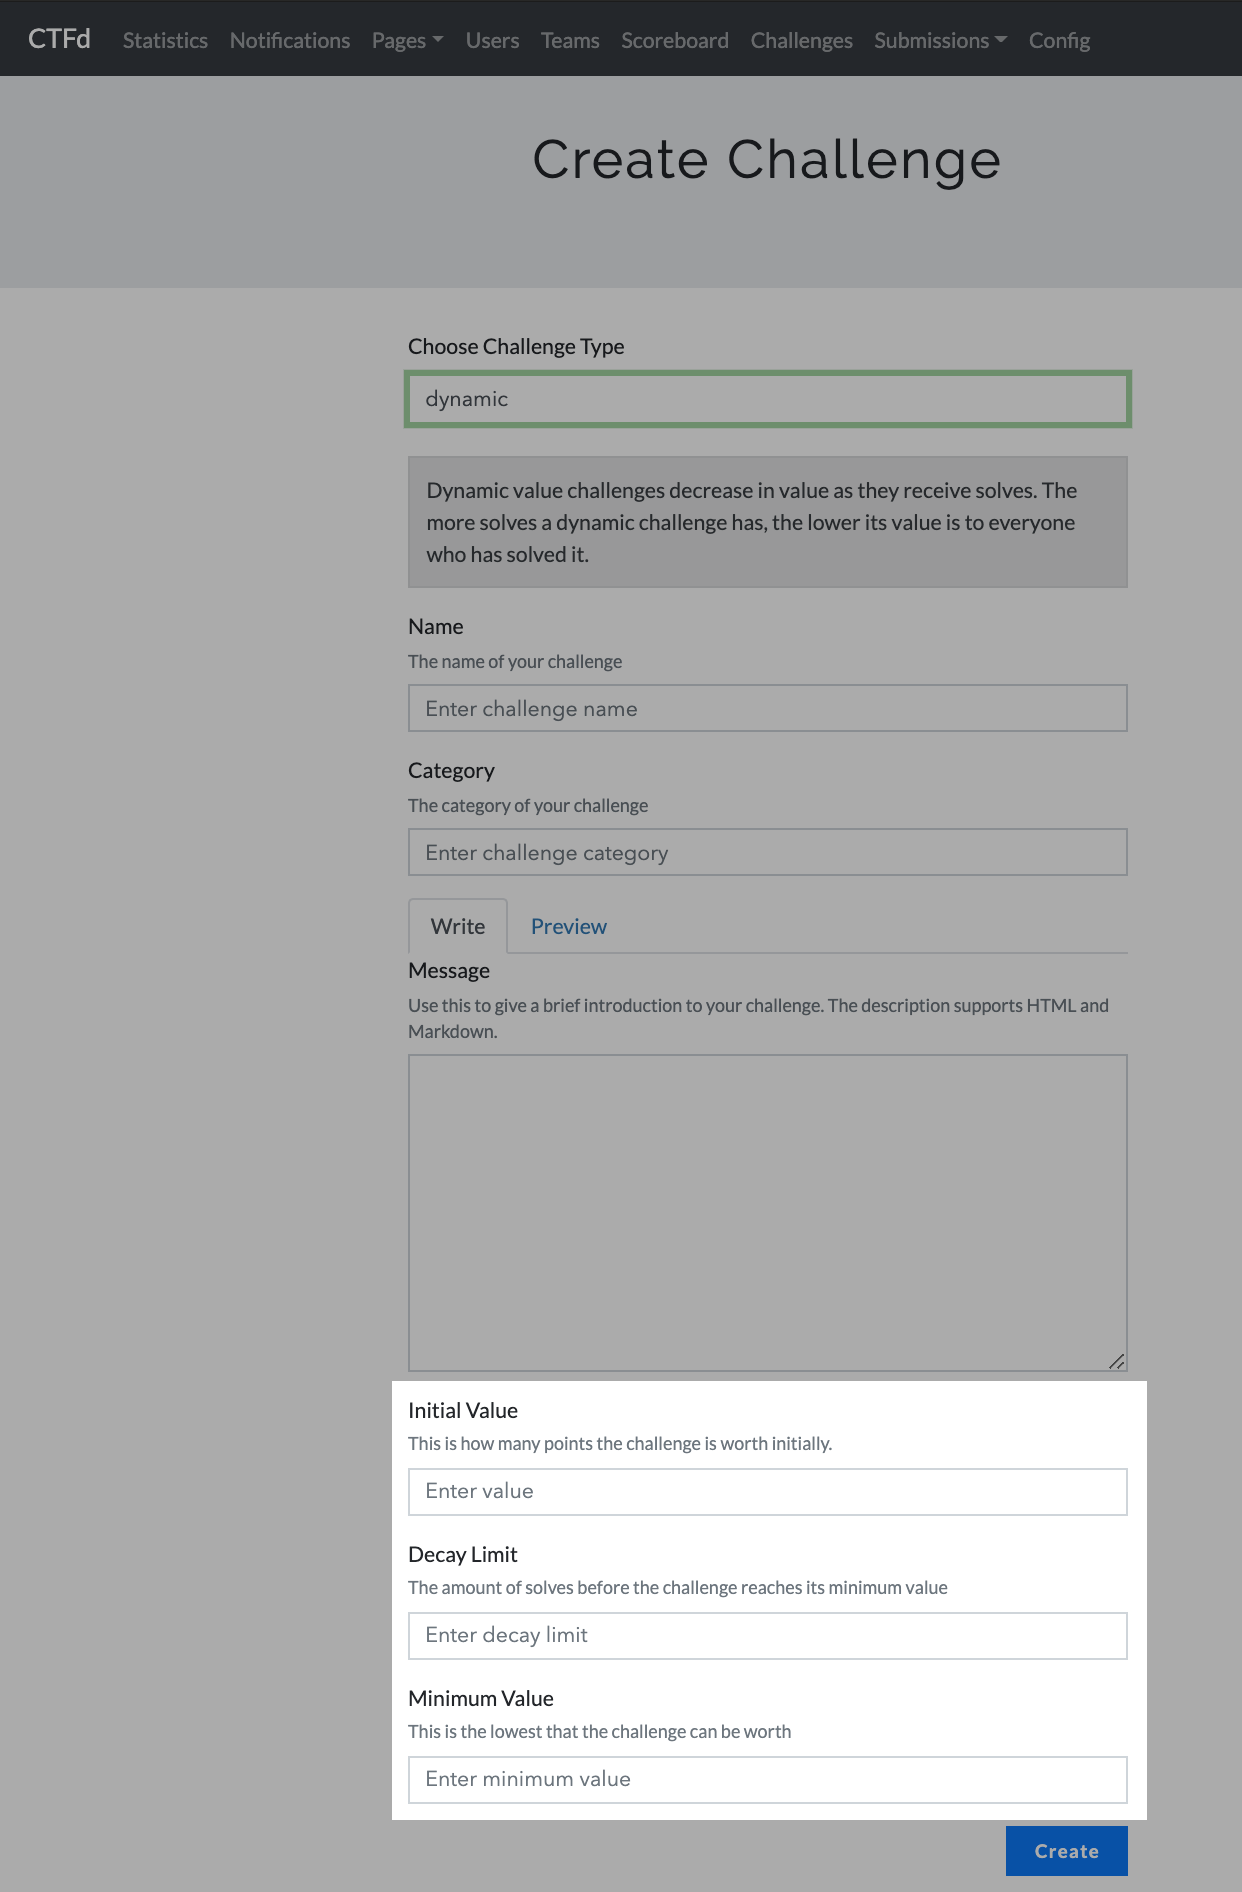 CTFd Statistics Notifications Pages Users Teams Scoreboard Challenges Submissions Config
Create Challenge
Choose Challenge Type
dynamic
Dynamic value challenges decrease in value as they receive solves. The
more solves a dynamic challenge has, the lower its value is to everyone
who has solved it.
Name
The name of your challenge
Enter challenge name
Category
The category of your challenge
Enter challenge category
Write Preview
Message
Use this to give a brief introduction to your challenge. The description supports HTML and
Markdown.
Initial Value
This is how many points the challenge is worth initially.
Enter value
Decay Limit
The amount of solves before the challenge reaches its minimum value
Enter decay limit
Minimum Value
This is the lowest that the challenge can be worth
Enter minimum value
Create